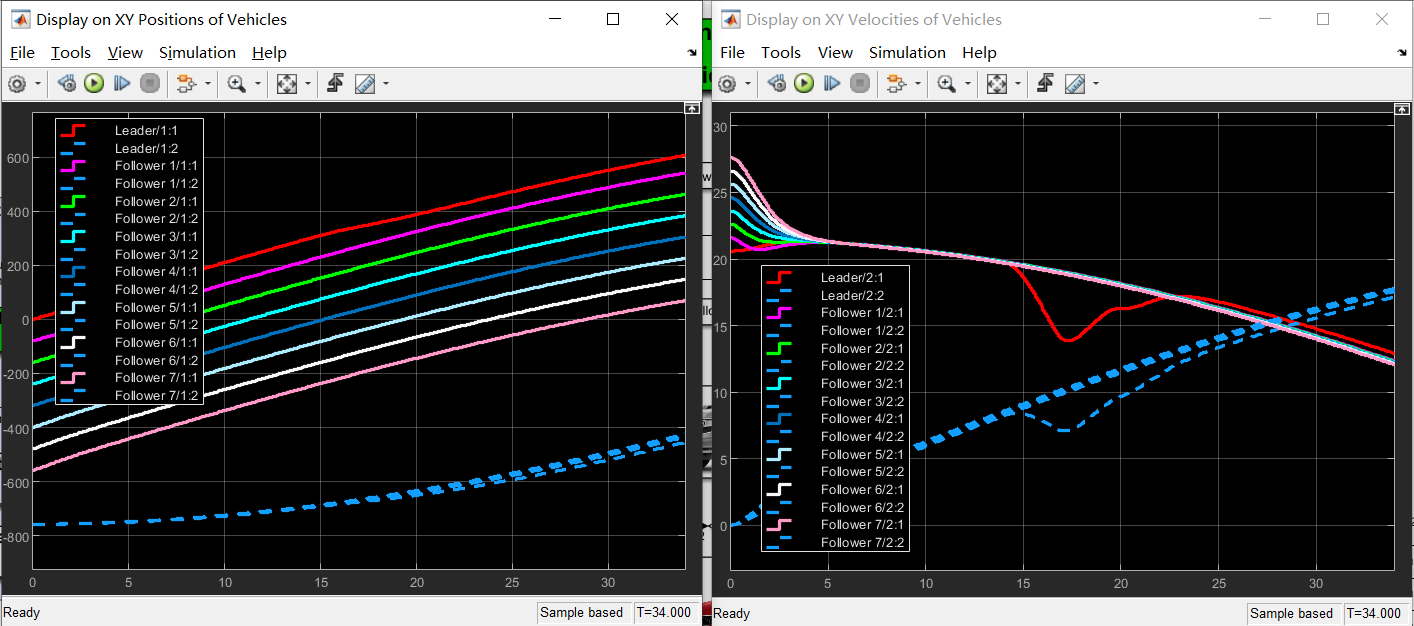 Display on XY Positions of Vehicles
File Tools View Simulation Help
600
400
200
0
-200
-400
-600
-800
Leader/1:1
Leader/1:2
Follower 1/1:1
Follower 1/1:2
Follower 2/1:1
Follower 2/1:2
Follower 3/1:1
Follower 3/1:2
Follower 4/1:1
Follower 4/1:2
Follower 5/1:1
Follower 5/1:2
Follower 6/1:1
Follower 6/1:2
Follower 7/1:1
Follower 7/1:2
0 5 10 15 20 25 30
Ready Sample based T=34.000
Display on XY Velocities of Vehicles
File Tools View Simulation Help
30
25
20
15
10
5
0
Leader/2:1
Leader/2:2
Follower 1/2:1
Follower 1/2:2
Follower 2/2:1
Follower 2/2:2
Follower 3/2:1
Follower 3/2:2
Follower 4/2:1
Follower 4/2:2
Follower 5/2:1
Follower 5/2:2
Follower 6/2:1
Follower 6/2:2
Follower 7/2:1
Follower 7/2:2
0 5 10 15 20 25 30
Ready Sample based T=34.000